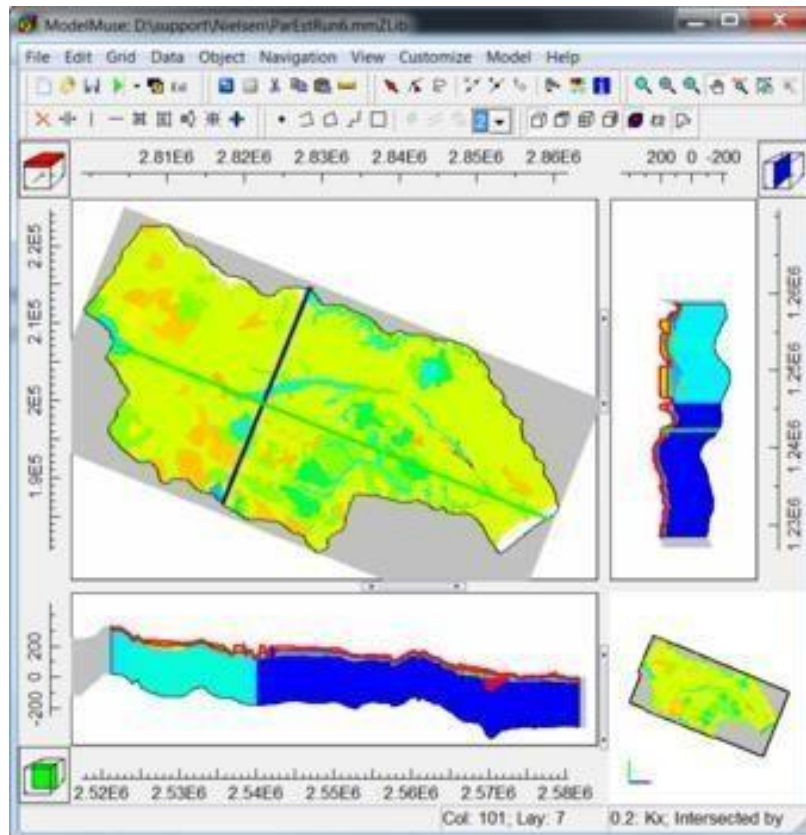 ModelMuse: D:\support\Nielsen\ParEstRun6.mmZLib
File Edit Grid Data Object Navigation View Customize Model Help
2
2.81E6 2.82E6 2.83E6 2.84E6 2.85E6 2.86E6
200 0 -200
2.2E5
2.1E5
2E5
1.9E5
1.26E6
1.25E6
1.24E6
1.23E6
200
0
-200
2.52E6 2.53E6 2.54E6 2.55E6 2.56E6 2.57E6 2.58E6
Col: 101; Lay: 7
0.2: Kx; Intersected by